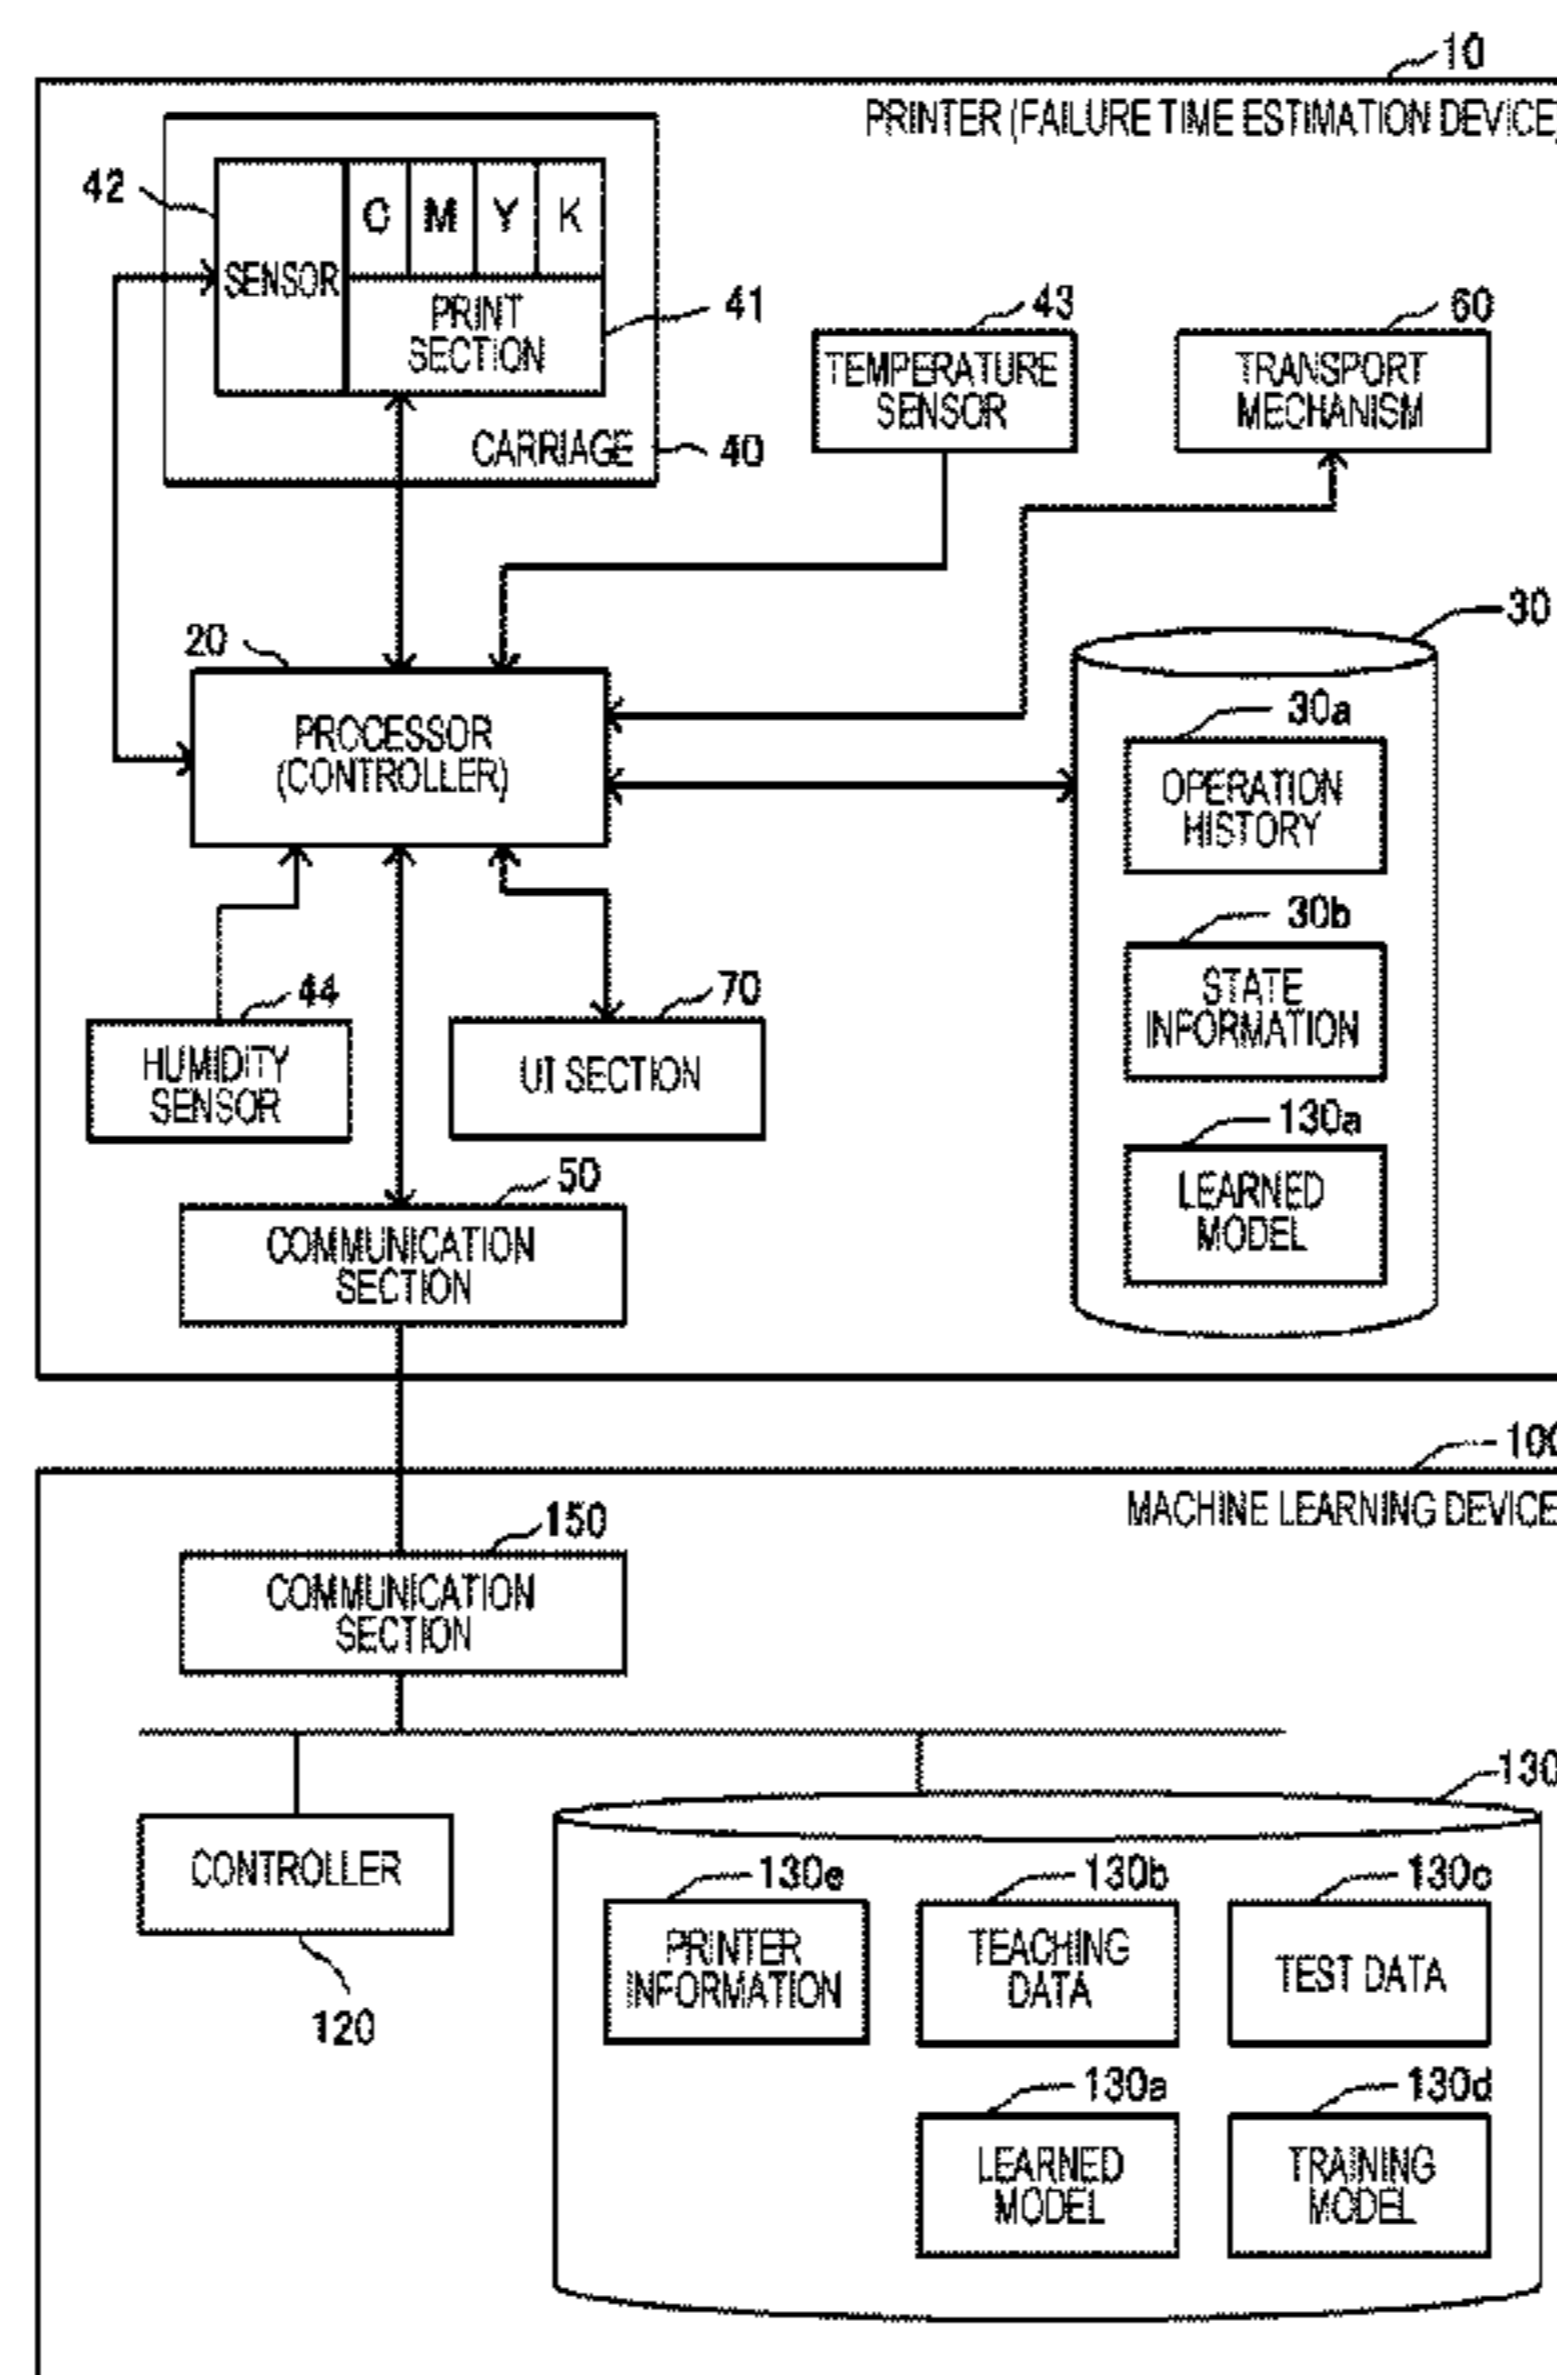 10
PRINTER (FAILURE TIME ESTIMATION DEVICE)
42
C M Y K
SENSOR
PRINT
SECTION
41
CARRIAGE
40
43
TEMPERATURE
SENSOR
60
TRANSPORT
MECHANISM
20
PROCESSOR
(CONTROLLER)
30
30a
OPERATION
HISTORY
30b
STATE
INFORMATION
130a
LEARNED
MODEL
44
HUMIDITY
SENSOR
70
UI SECTION
50
COMMUNICATION
SECTION
100
MACHINE LEARNING DEVICE
150
COMMUNICATION
SECTION
130
CONTROLLER
120
130e
PRINTER
INFORMATION
130b
TEACHING
DATA
130c
TEST DATA
130a
LEARNED
MODEL
130d
TRAINING
MODEL